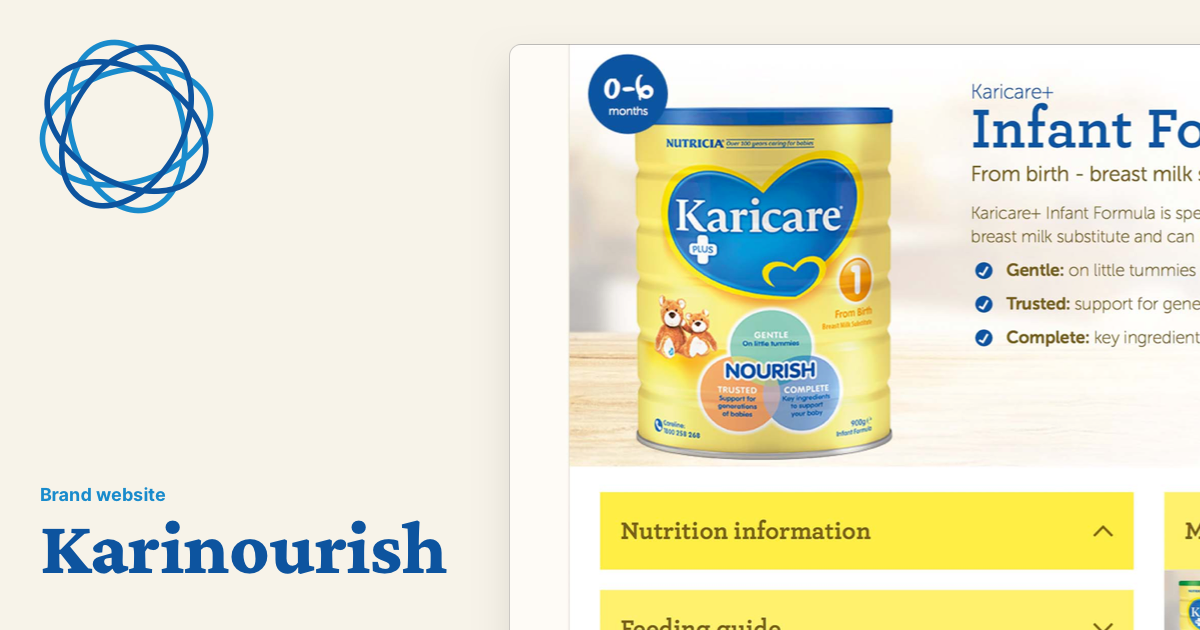 Brand website
Karinourish
0-6
months
NUTRICIA Over 100 years caring for babies
Karicare
PLUS
1
From Birth
Breast Milk Substitute
GENTLE
On little tummies
NOURISH
TRUSTED
Support for
generations
of babies
COMPLETE
Key ingredients
to support
your baby
Careline:
1800 258 268
900g
Infant Formula
Karicare+
Infant Fo
From birth - breast milk s
Karicare+ Infant Formula is spe
breast milk substitute and can
Gentle: on little tummies
Trusted: support for gene
Complete: key ingredient
Nutrition information
M
Feeding guide